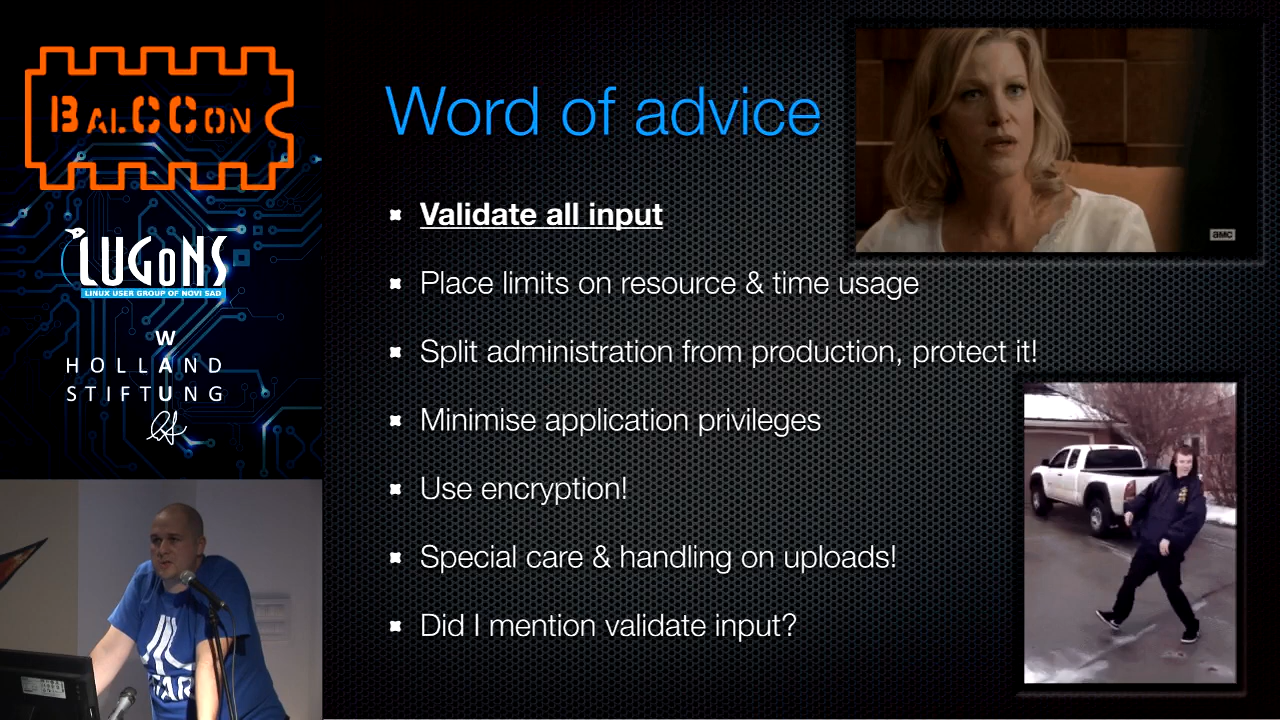 BALCCON
LUGONS
LINUX USER GROUP OF NOVI SAD
W
HOLLAND
STIFTUNG
Word of advice
Validate all input
Place limits on resource & time usage
Split administration from production, protect it!
Minimise application privileges
Use encryption!
Special care & handling on uploads!
Did I mention validate input?
amc